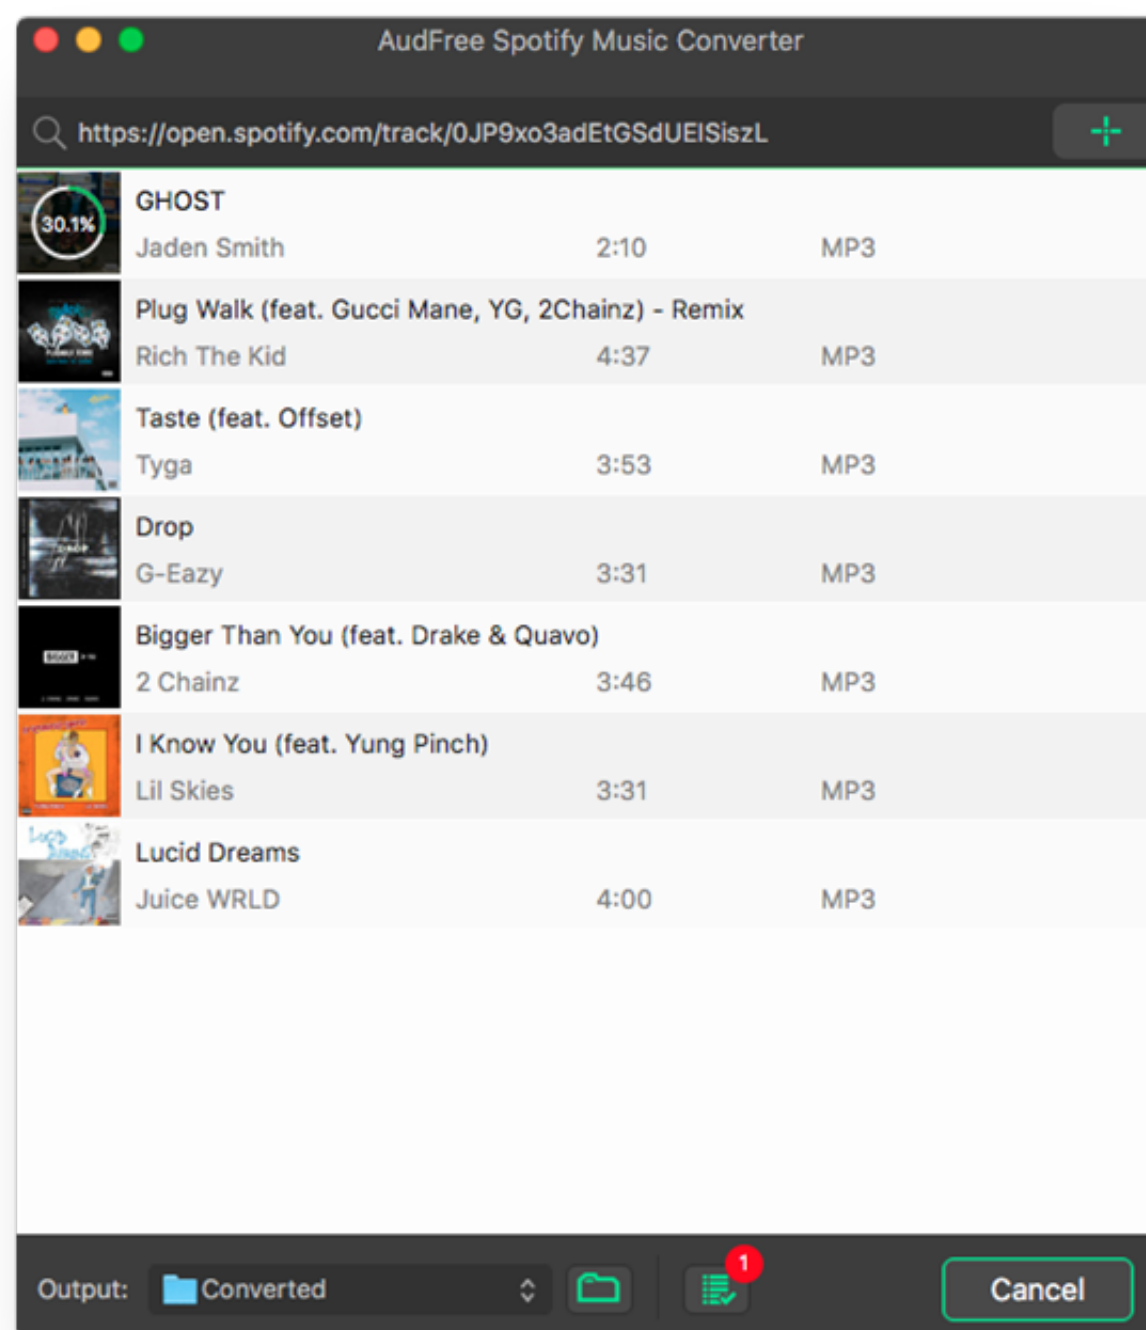 AudFree Spotify Music Converter
https://open.spotify.com/track/0JP9xo3adEtGSdUElSiszL
30.1%
GHOST
Jaden Smith 2:10 MP3
Plug Walk (feat. Gucci Mane, YG, 2Chainz) - Remix
Rich The Kid 4:37 MP3
Taste (feat. Offset)
Tyga 3:53 MP3
Drop
G-Eazy 3:31 MP3
Bigger Than You (feat. Drake & Quavo)
2 Chainz 3:46 MP3
I Know You (feat. Yung Pinch)
Lil Skies 3:31 MP3
Lucid Dreams
Juice WRLD 4:00 MP3
Output: Converted 1 Cancel